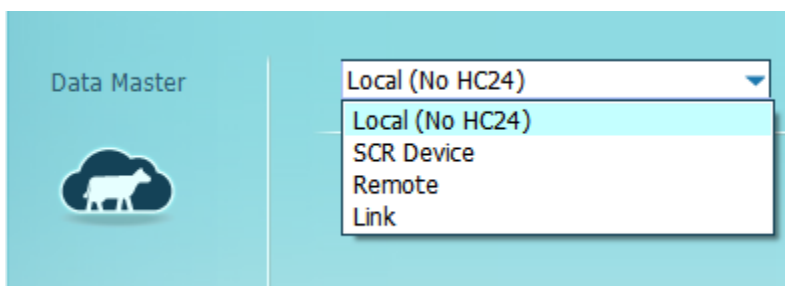 Data Master
Local (No HC24)
Local (No HC24)
SCR Device
Remote
Link